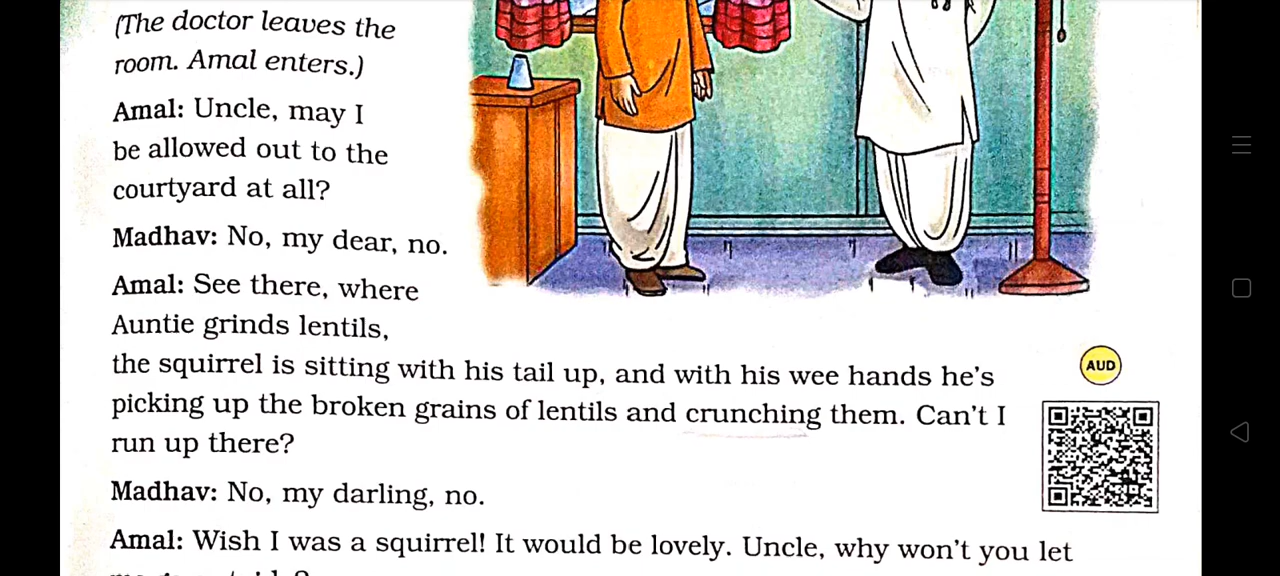 (The doctor leaves the
room. Amal enters.)
Amal: Uncle, may I
be allowed out to the
courtyard at all?
Madhav: No, my dear, no.
Amal: See there, where
Auntie grinds lentils,
the squirrel is sitting with his tail up, and with his wee hands he's
picking up the broken grains of lentils and crunching them. Can't I
run up there?
AUD
Madhav: No, my darling, no.
Amal: Wish I was a squirrel! It would be lovely. Uncle, why won't you let